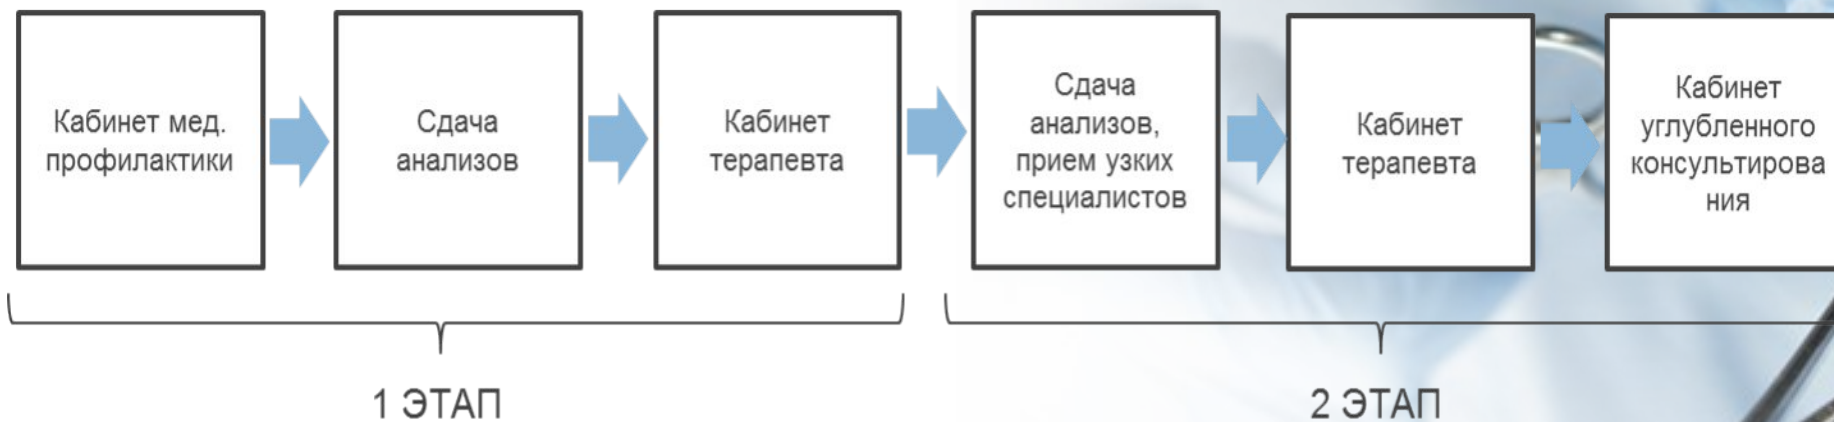 Кабинет мед.
профилактики
Сдача
анализов
Кабинет
терапевта
Сдача
анализов,
прием узких
специалистов
Кабинет
терапевта
Кабинет
углубленного
консультирова
ния
1 ЭТАП
2 ЭТАП